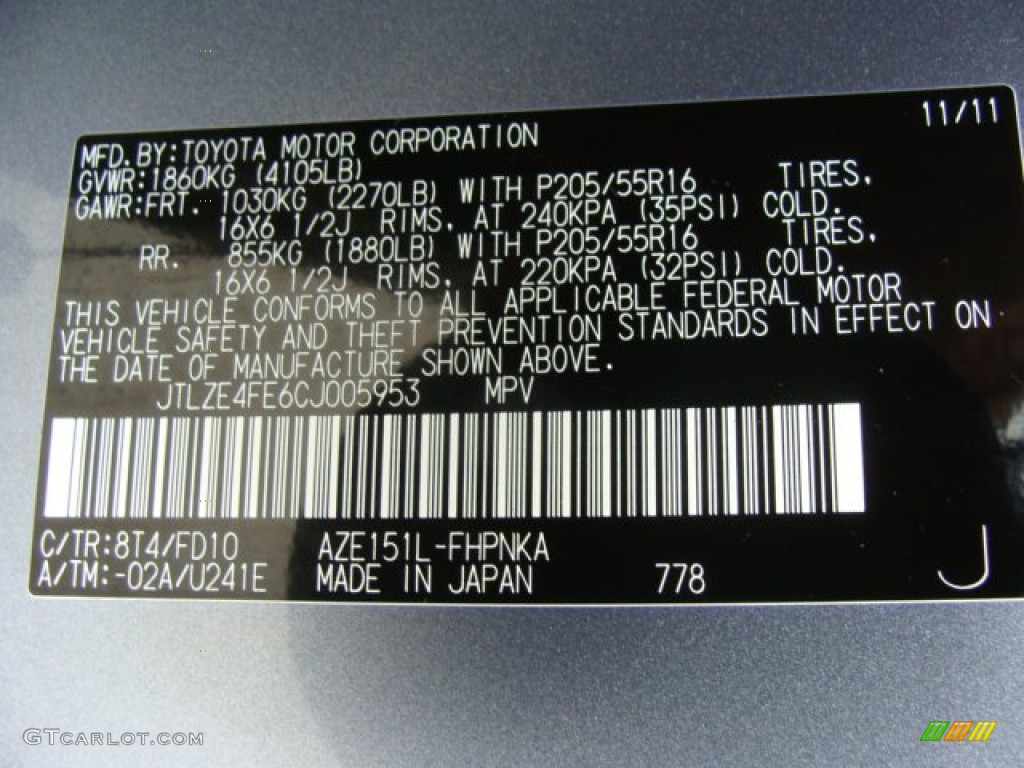 11/11
MFD.BY:TOYOTA MOTOR CORPORATION
GVWR:1860KG (4105LB)
GAWR:FRT. 1030KG (2270LB) WITH P205/55R16 TIRES,
16X6 1/2J RIMS, AT 240KPA (35PSI) COLD.
RR. 855KG (1880LB) WITH P205/55R16 TIRES,
16X6 1/2J RIMS, AT 220KPA (32PSI) COLD.
THIS VEHICLE CONFORMS TO ALL APPLICABLE FEDERAL MOTOR
VEHICLE SAFETY AND THEFT PREVENTION STANDARDS IN EFFECT ON
THE DATE OF MANUFACTURE SHOWN ABOVE.
JTLZE4FE6CJ005953 MPV
C/TR:8T4/FD10 AZE151L-FHPNKA
A/TM:-02A/U241E MADE IN JAPAN 778 J
GTCARLOT.COM